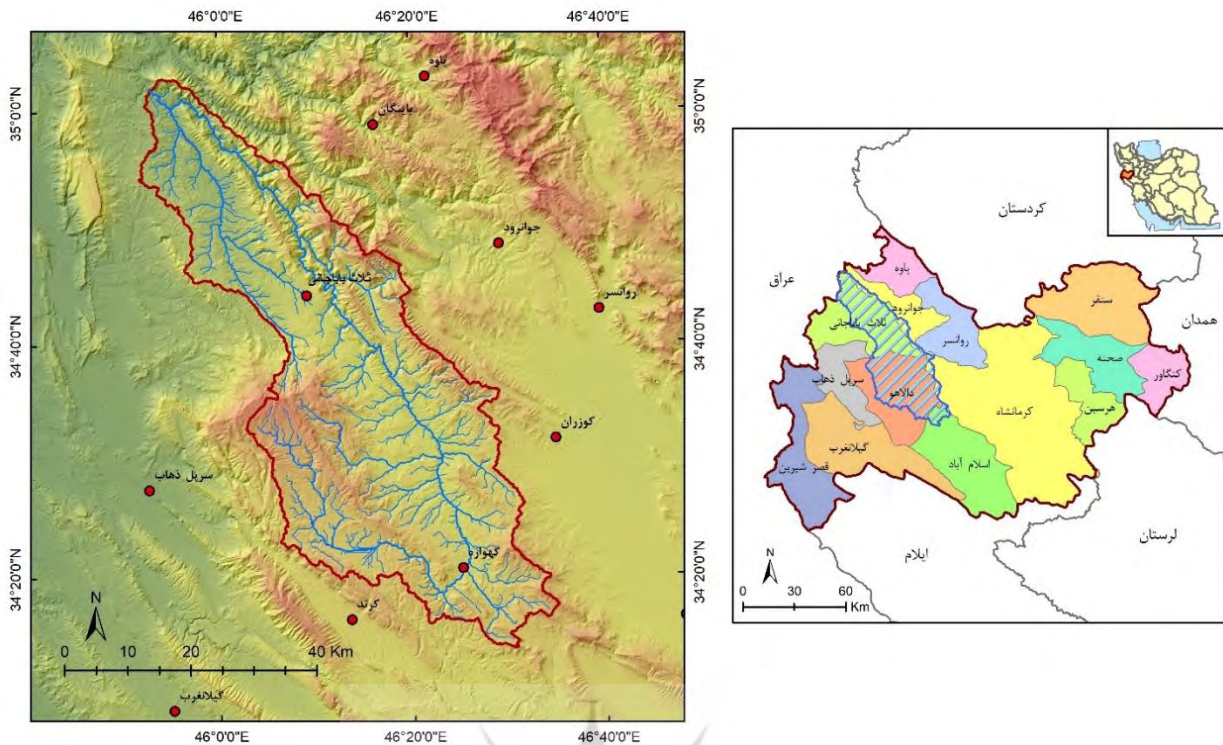 46°0'0"E
46°20'0"E
46°40'0"E
35°0'0"N
35°0'0"N
34°40'0"N
34°40'0"N
34°20'0"N
34°20'0"N
پاوه
باینگان
جوانرود
ثلاث باباجانی
روانسر
کوزران
سرپل ذهاب
گهواره
کرند
گیلانغرب
N
0 10 20 40 Km
46°0'0"E
46°20'0"E
46°40'0"E
کردستان
عراق
پاوه
سنقر
همدان
جوانرود
ثلاث باباجانی
روانسر
صحنه
کنگاور
سرپل ذهاب
دالاهو
کرمانشاه
هرسین
گیلانغرب
قصر شیرین
اسلام آباد
لرستان
ایلام
N
0 30 60 Km